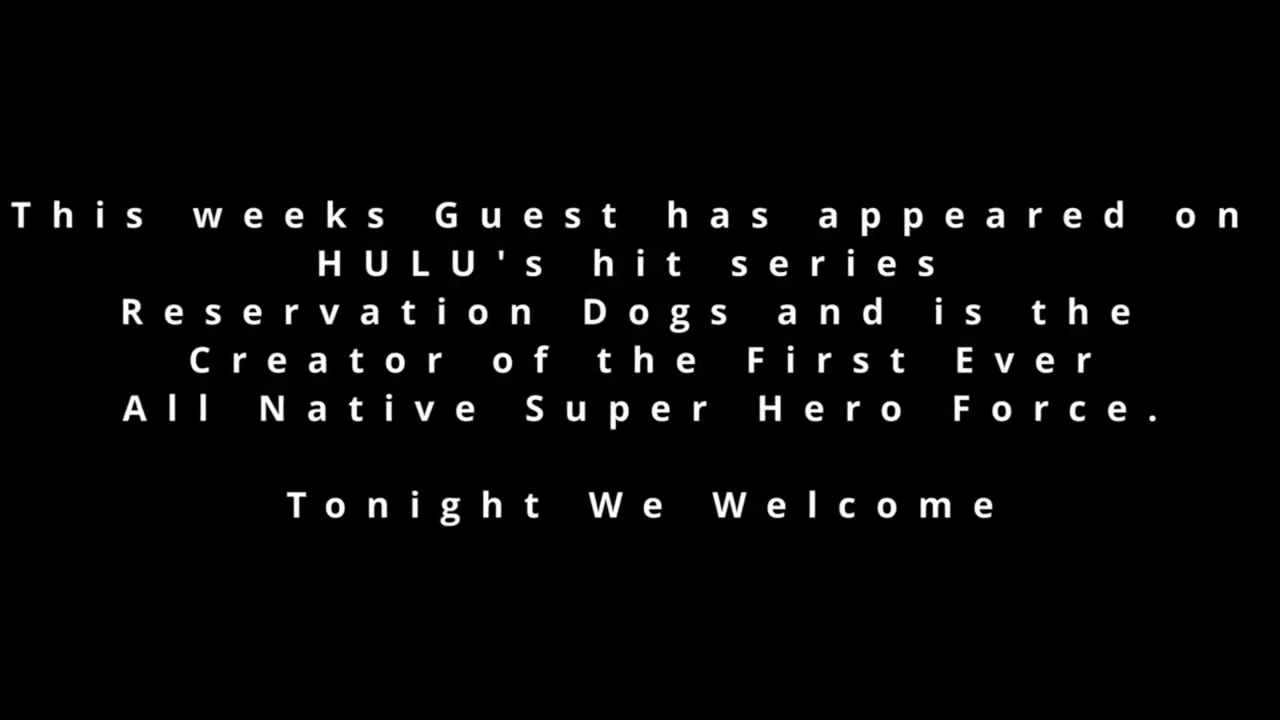 This weeks Guest has appeared on
HULU's hit series
Reservation Dogs and is the
Creator of the First Ever
All Native Super Hero Force.
Tonight We Welcome